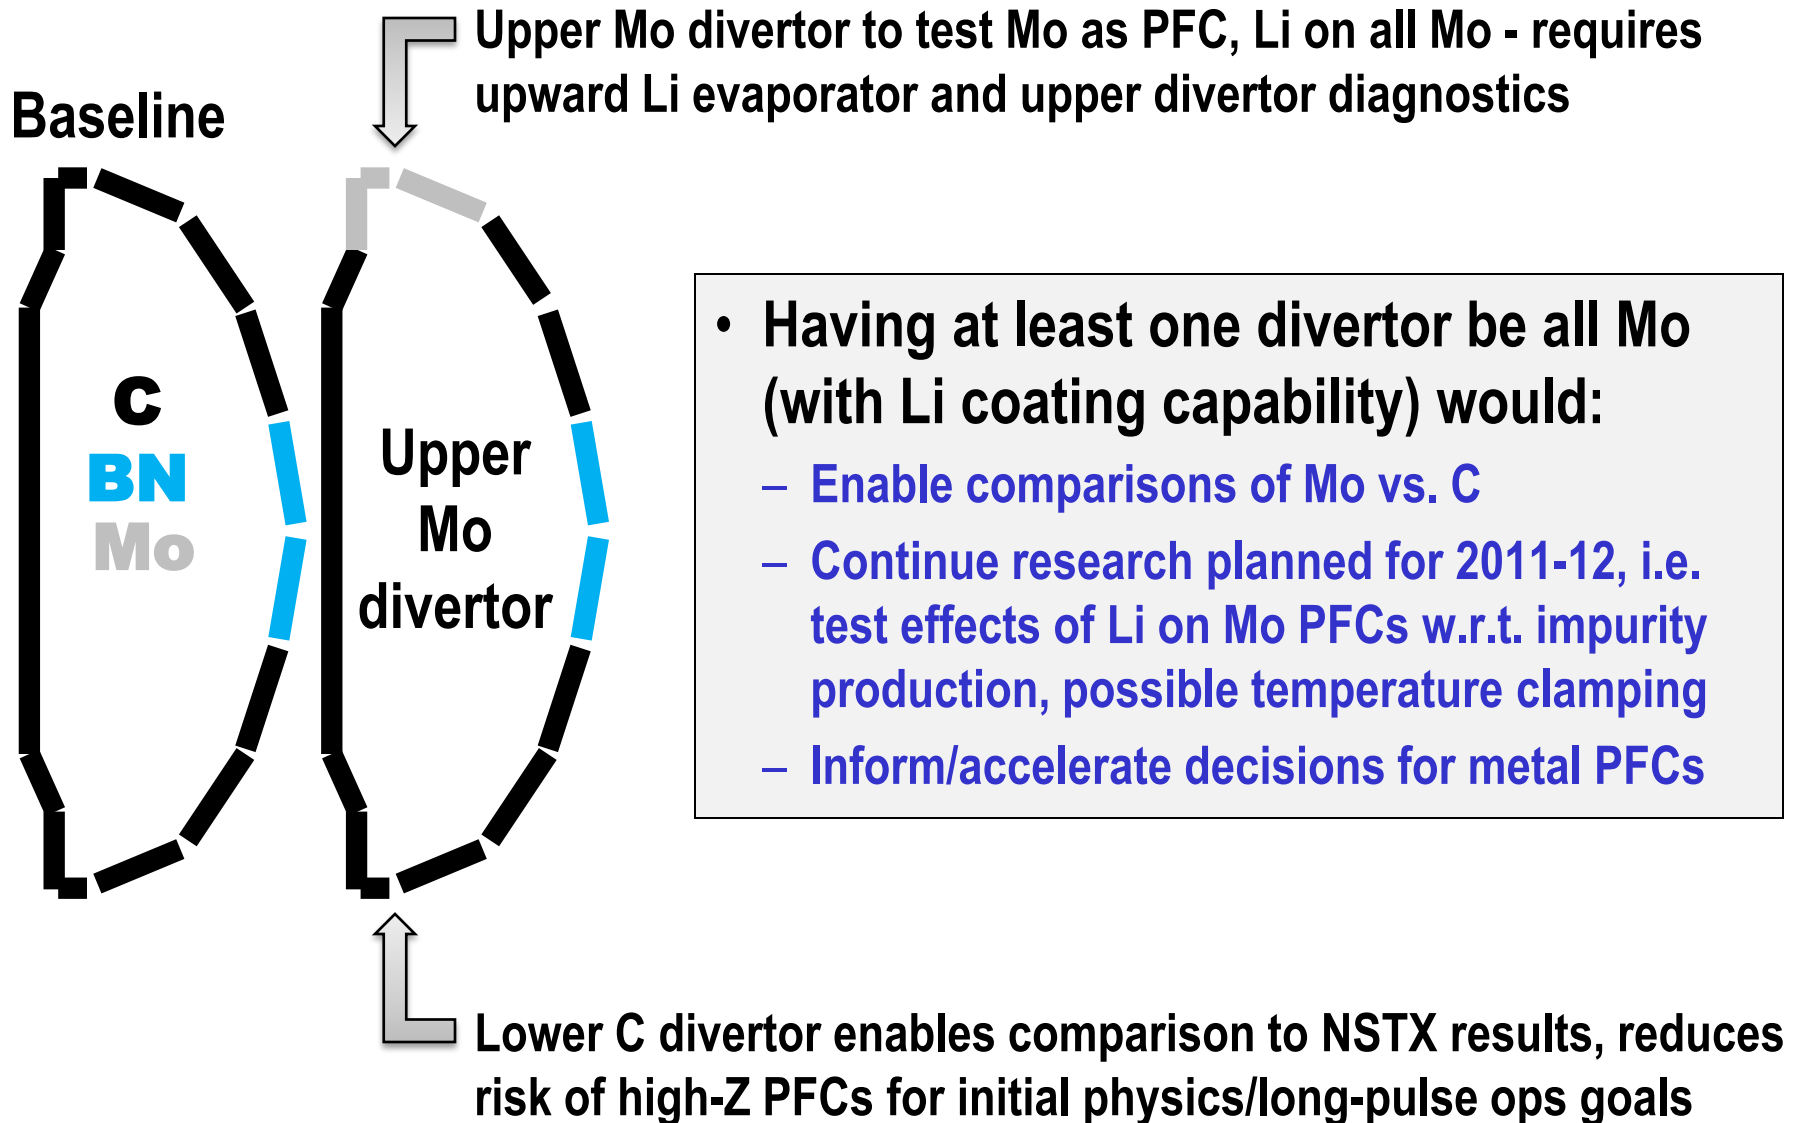 Upper Mo divertor to test Mo as PFC, Li on all Mo - requires
upward Li evaporator and upper divertor diagnostics
Baseline
C
BN
Mo
Upper
Mo
divertor
• Having at least one divertor be all Mo
(with Li coating capability) would:
– Enable comparisons of Mo vs. C
– Continue research planned for 2011-12, i.e.
test effects of Li on Mo PFCs w.r.t. impurity
production, possible temperature clamping
– Inform/accelerate decisions for metal PFCs
Lower C divertor enables comparison to NSTX results, reduces
risk of high-Z PFCs for initial physics/long-pulse ops goals